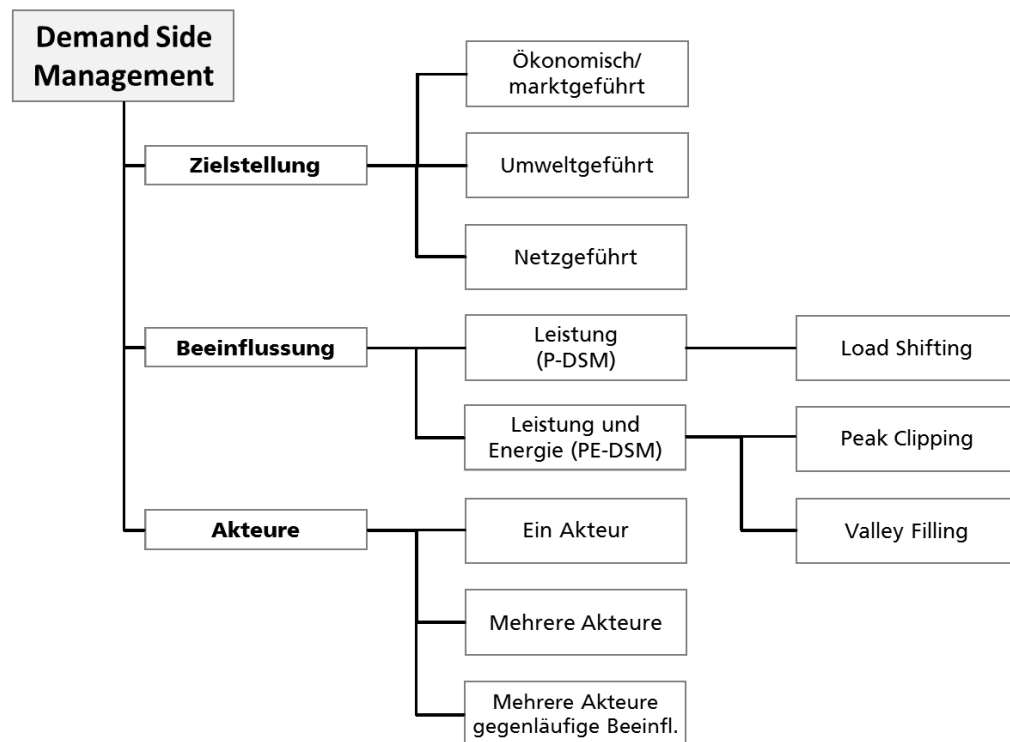 Demand Side
Management
Zielstellung
Ökonomisch/
marktgeführt
Umweltgeführt
Netzgeführt
Beeinflussung
Leistung
(P-DSM)
Load Shifting
Leistung und
Energie (PE-DSM)
Peak Clipping
Valley Filling
Akteure
Ein Akteur
Mehrere Akteure
Mehrere Akteure
gegenläufige Beeinfl.